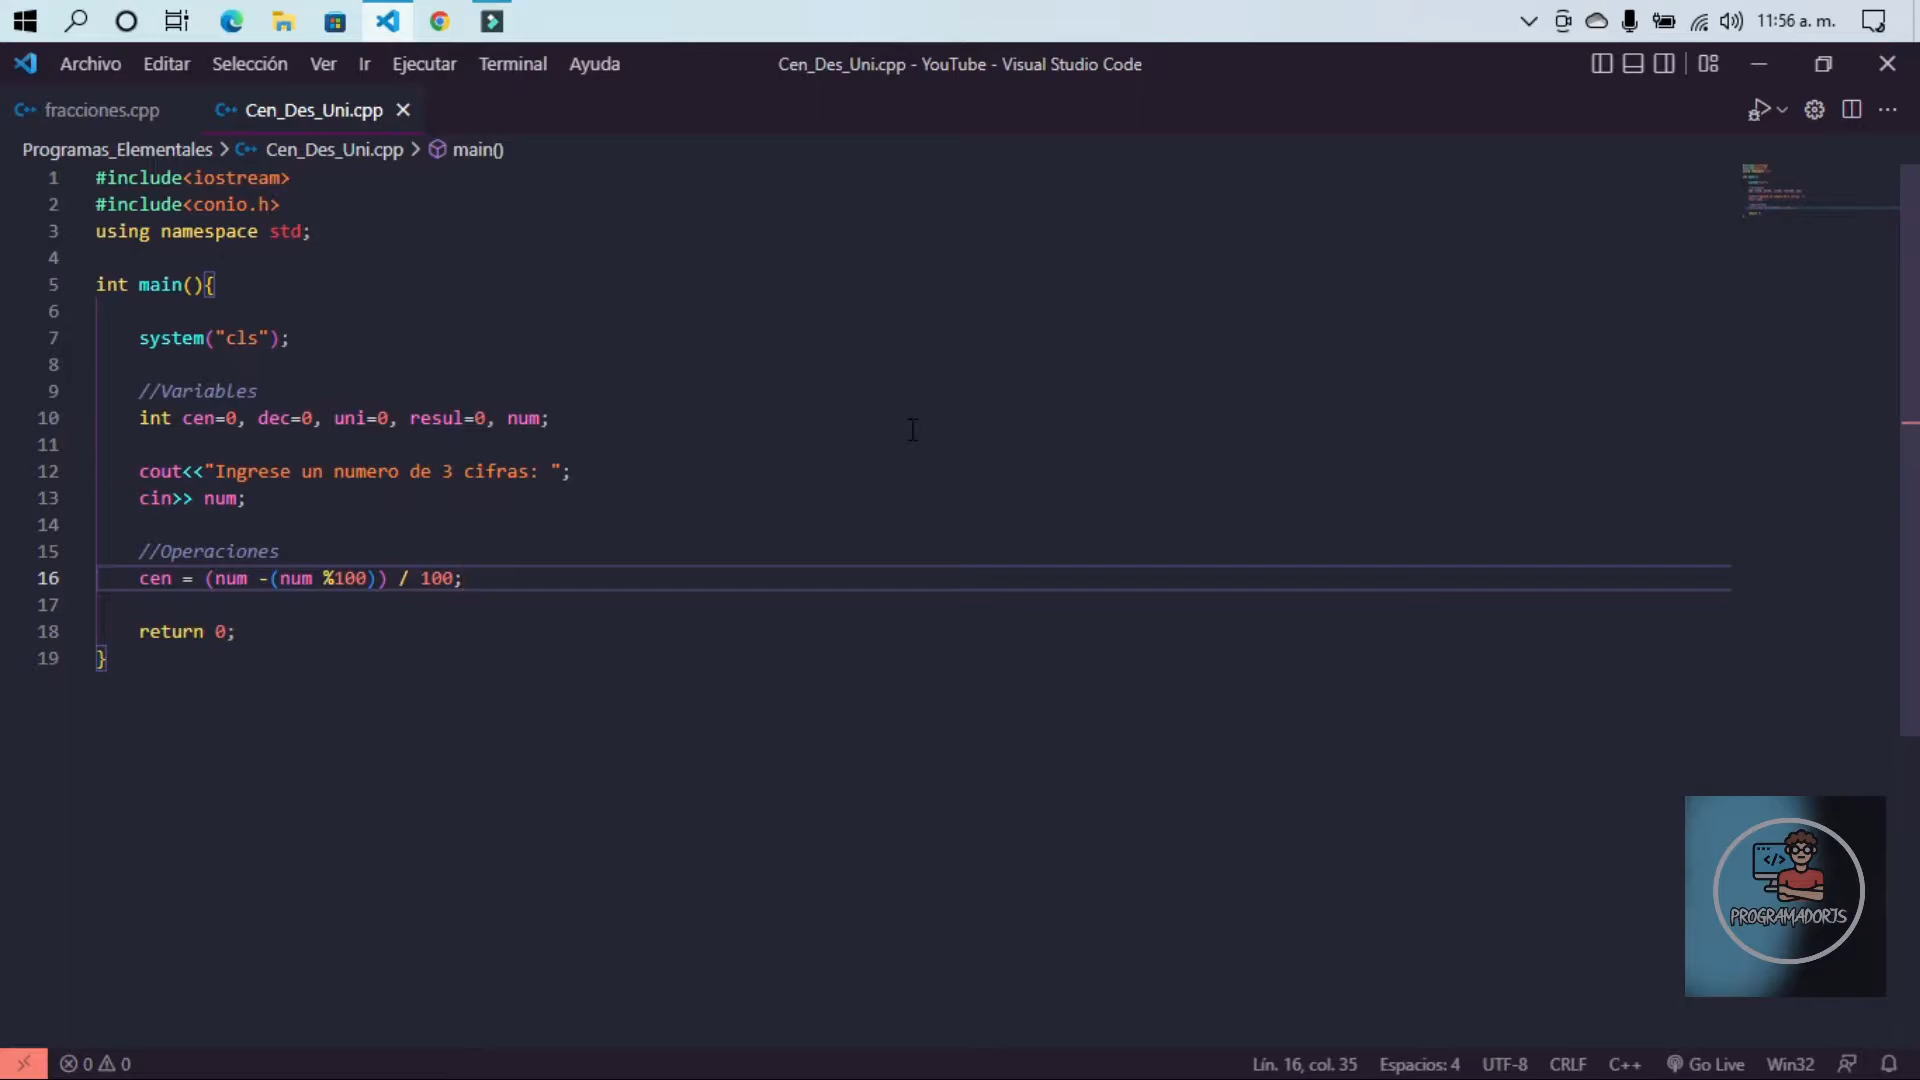 11:56 a. m.
Archivo Editar Selección Ver Ir Ejecutar Terminal Ayuda Cen_Des_Uni.cpp - YouTube - Visual Studio Code
fracciones.cpp Cen_Des_Uni.cpp
Programas_Elementales > Cen_Des_Uni.cpp > main()
1 #include<iostream>
2 #include<conio.h>
3 using namespace std;
4
5 int main(){
6
7 system("cls");
8
9 //Variables
10 int cen=0, dec=0, uni=0, resul=0, num;
11
12 cout<<"Ingrese un numero de 3 cifras: ";
13 cin>> num;
14
15 //Operaciones
16 cen = (num -(num %100)) / 100;
17
18 return 0;
19 }
</>
PROGRAMADORJS
0 0 Lín. 16, col. 35 Espacios: 4 UTF-8 CRLF C++ Go Live Win32